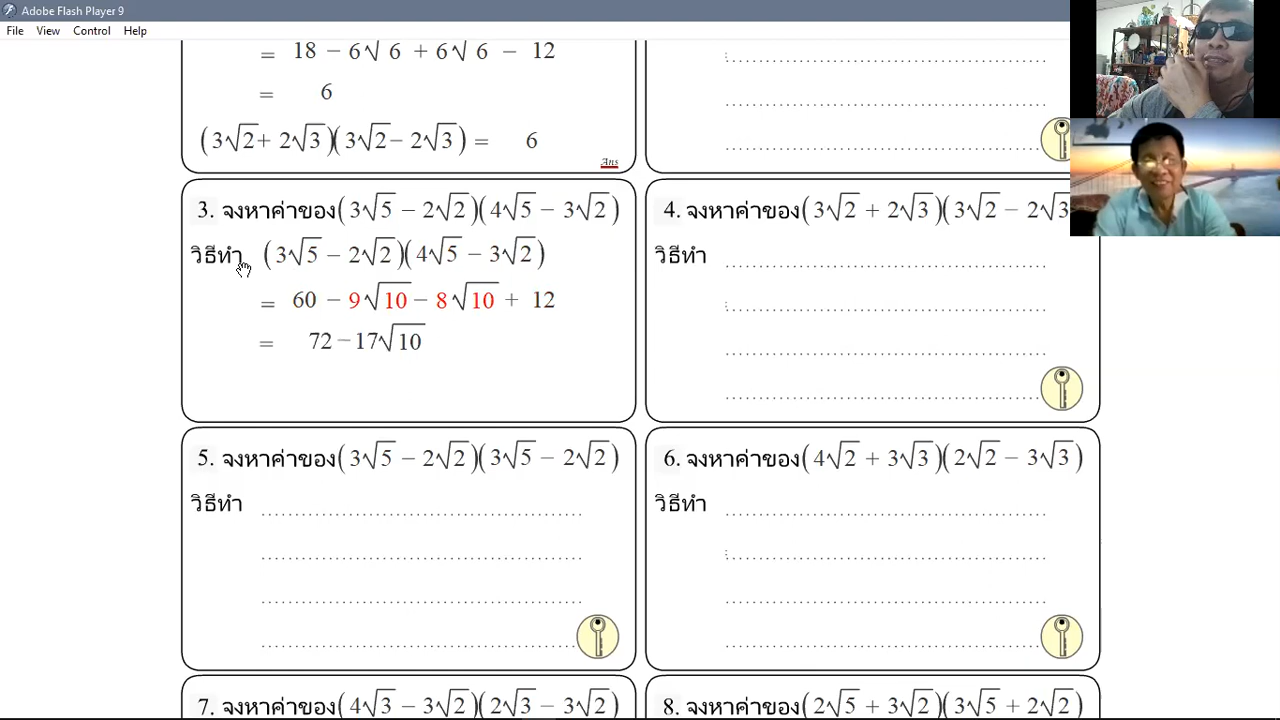 Adobe Flash Player 9
File View Control Help
= 18 − 6√6 + 6√6 − 12
= 6
(3√2 + 2√3)(3√2 − 2√3) = 6
Ans
3. จงหาค่าของ (3√5 − 2√2)(4√5 − 3√2)
วิธีทำ (3√5 − 2√2)(4√5 − 3√2)
= 60 − 9√10 − 8√10 + 12
= 72 − 17√10
4. จงหาค่าของ (3√2 + 2√3)(3√2 − 2√3
วิธีทำ
5. จงหาค่าของ (3√5 − 2√2)(3√5 − 2√2)
วิธีทำ
6. จงหาค่าของ (4√2 + 3√3)(2√2 − 3√3)
วิธีทำ
7. จงหาค่าของ (4√3 − 3√2)(2√3 − 3√2)
8. จงหาค่าของ (2√5 + 3√2)(3√5 + 2√2)